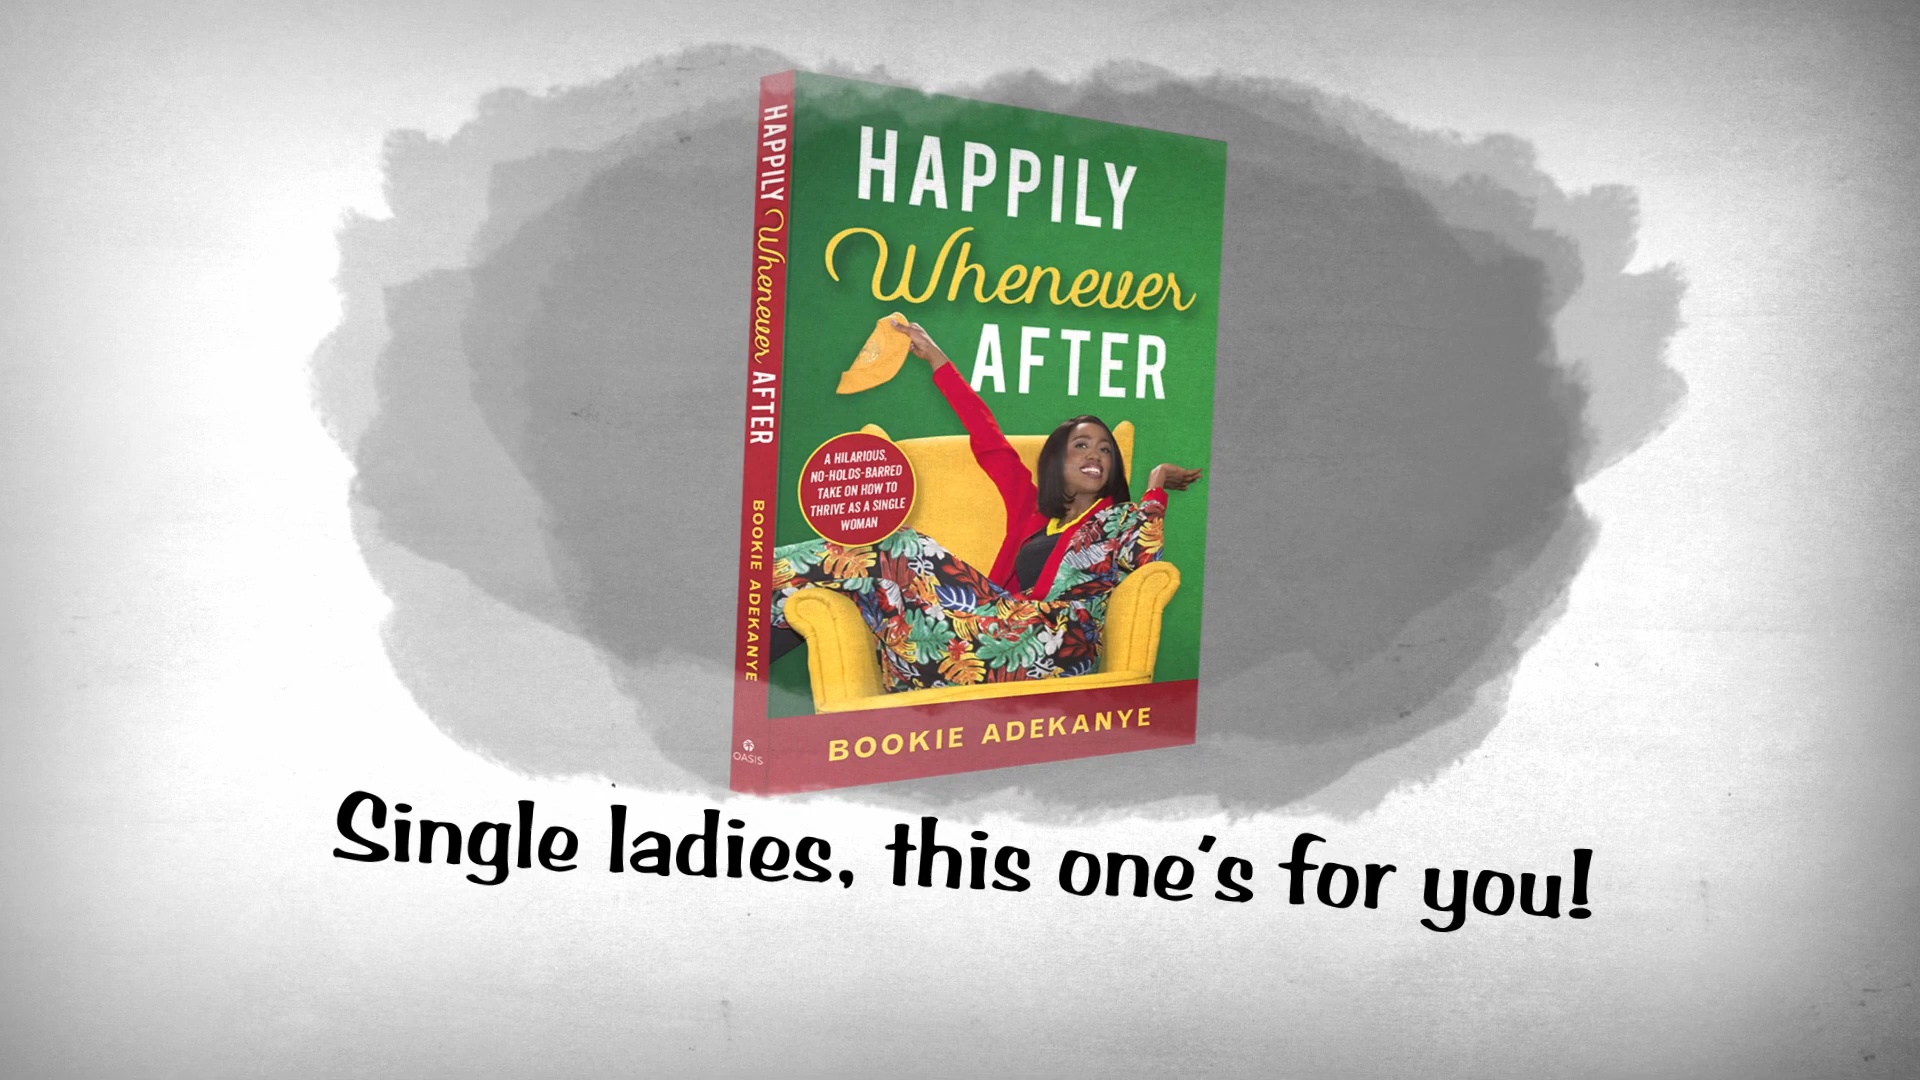 HAPPILY Whenever AFTER BOOKIE ADEKANYE
OASIS
HAPPILY
Whenever
AFTER
A HILARIOUS,
NO-HOLDS-BARRED
TAKE ON HOW TO
THRIVE AS A SINGLE
WOMAN
BOOKIE ADEKANYE
Single ladies, this one's for you!